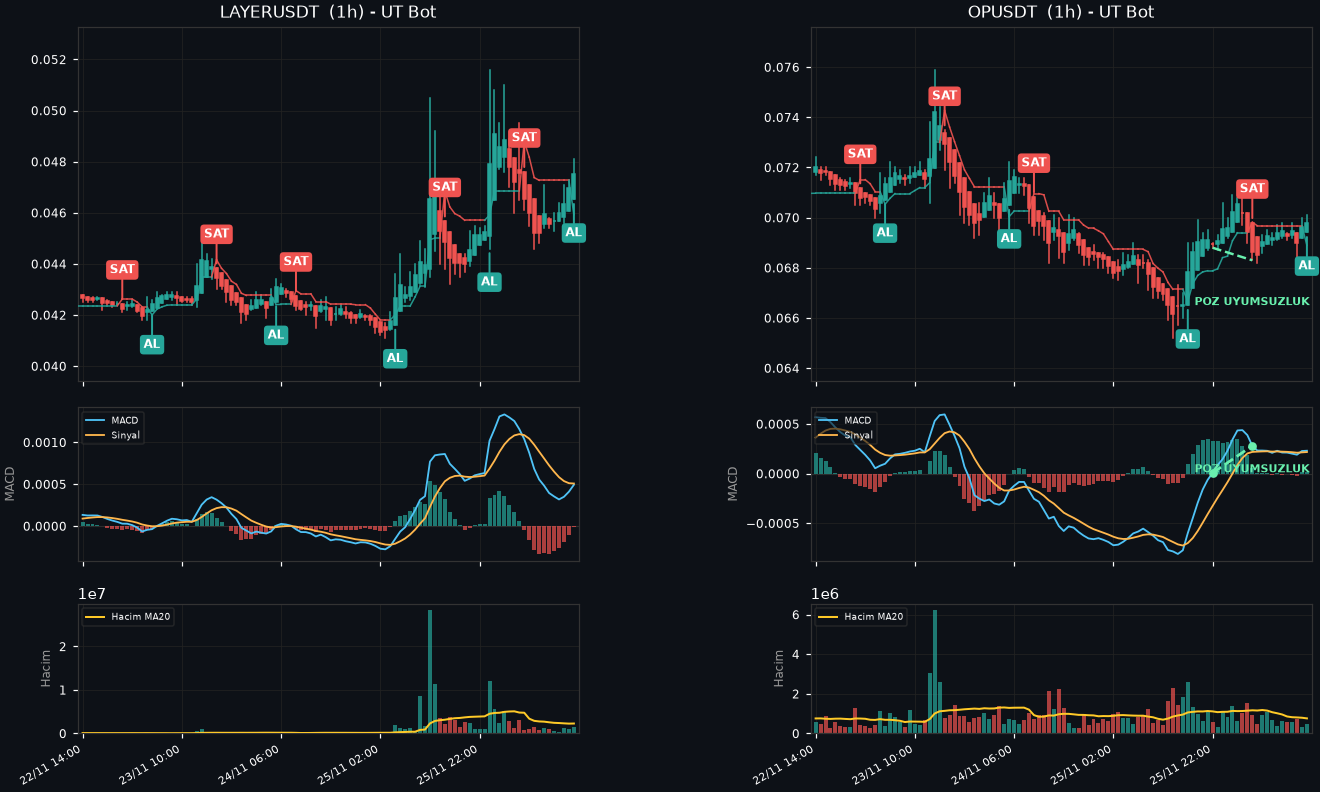 LAYERUSDT (1h) - UT Bot
0.052
0.050
0.048
0.046
0.044
0.042
0.040
SAT
AL
SAT
AL
SAT
AL
SAT
AL
SAT
AL
MACD
MACD
Sinyal
0.0010
0.0005
0.0000
1e7
Hacim
Hacim MA20
2
1
0
22/11 14:00
23/11 10:00
24/11 06:00
25/11 02:00
25/11 22:00
OPUSDT (1h) - UT Bot
0.076
0.074
0.072
0.070
0.068
0.066
0.064
SAT
AL
SAT
AL
SAT
AL
SAT
AL
POZ UYUMSUZLUK
MACD
MACD
Sinyal
POZ UYUMSUZLUK
0.0005
0.0000
−0.0005
1e6
Hacim
Hacim MA20
6
4
2
0
22/11 14:00
23/11 10:00
24/11 06:00
25/11 02:00
25/11 22:00